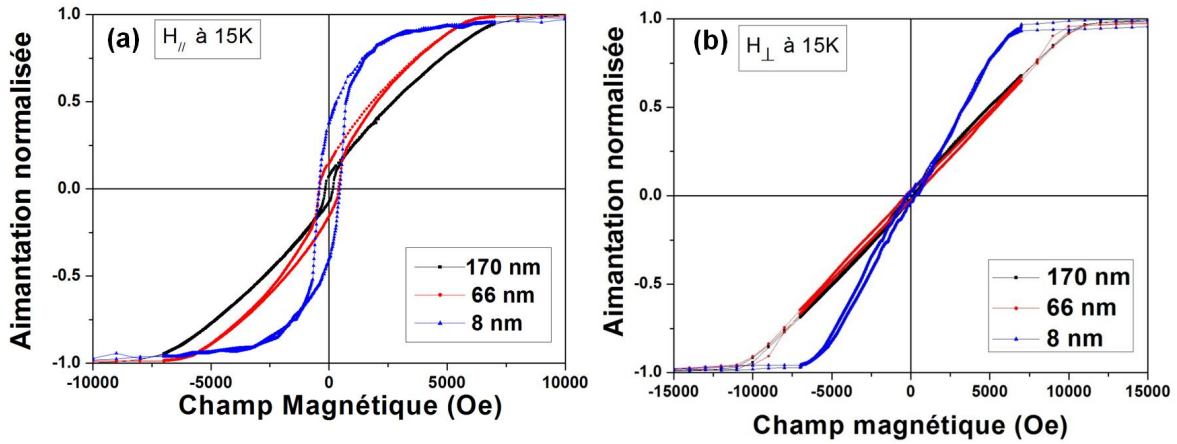 (a)
H// à 15K
Aimantation normalisée
1.0
0.5
0.0
-0.5
-1.0
170 nm
66 nm
8 nm
-10000 -5000 0 5000 10000
Champ Magnétique (Oe)
(b)
H⊥ à 15K
Aimantation normalisée
1.0
0.5
0.0
-0.5
-1.0
170 nm
66 nm
8 nm
-15000 -10000 -5000 0 5000 10000 15000
Champ magnétique (Oe)